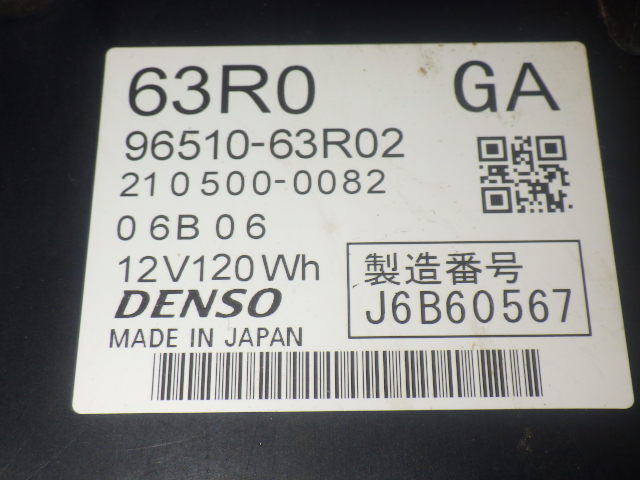 63R0 GA
96510-63R02
210500-0082
06B06
12V120Wh
製造番号
DENSO
J6B60567
MADE IN JAPAN